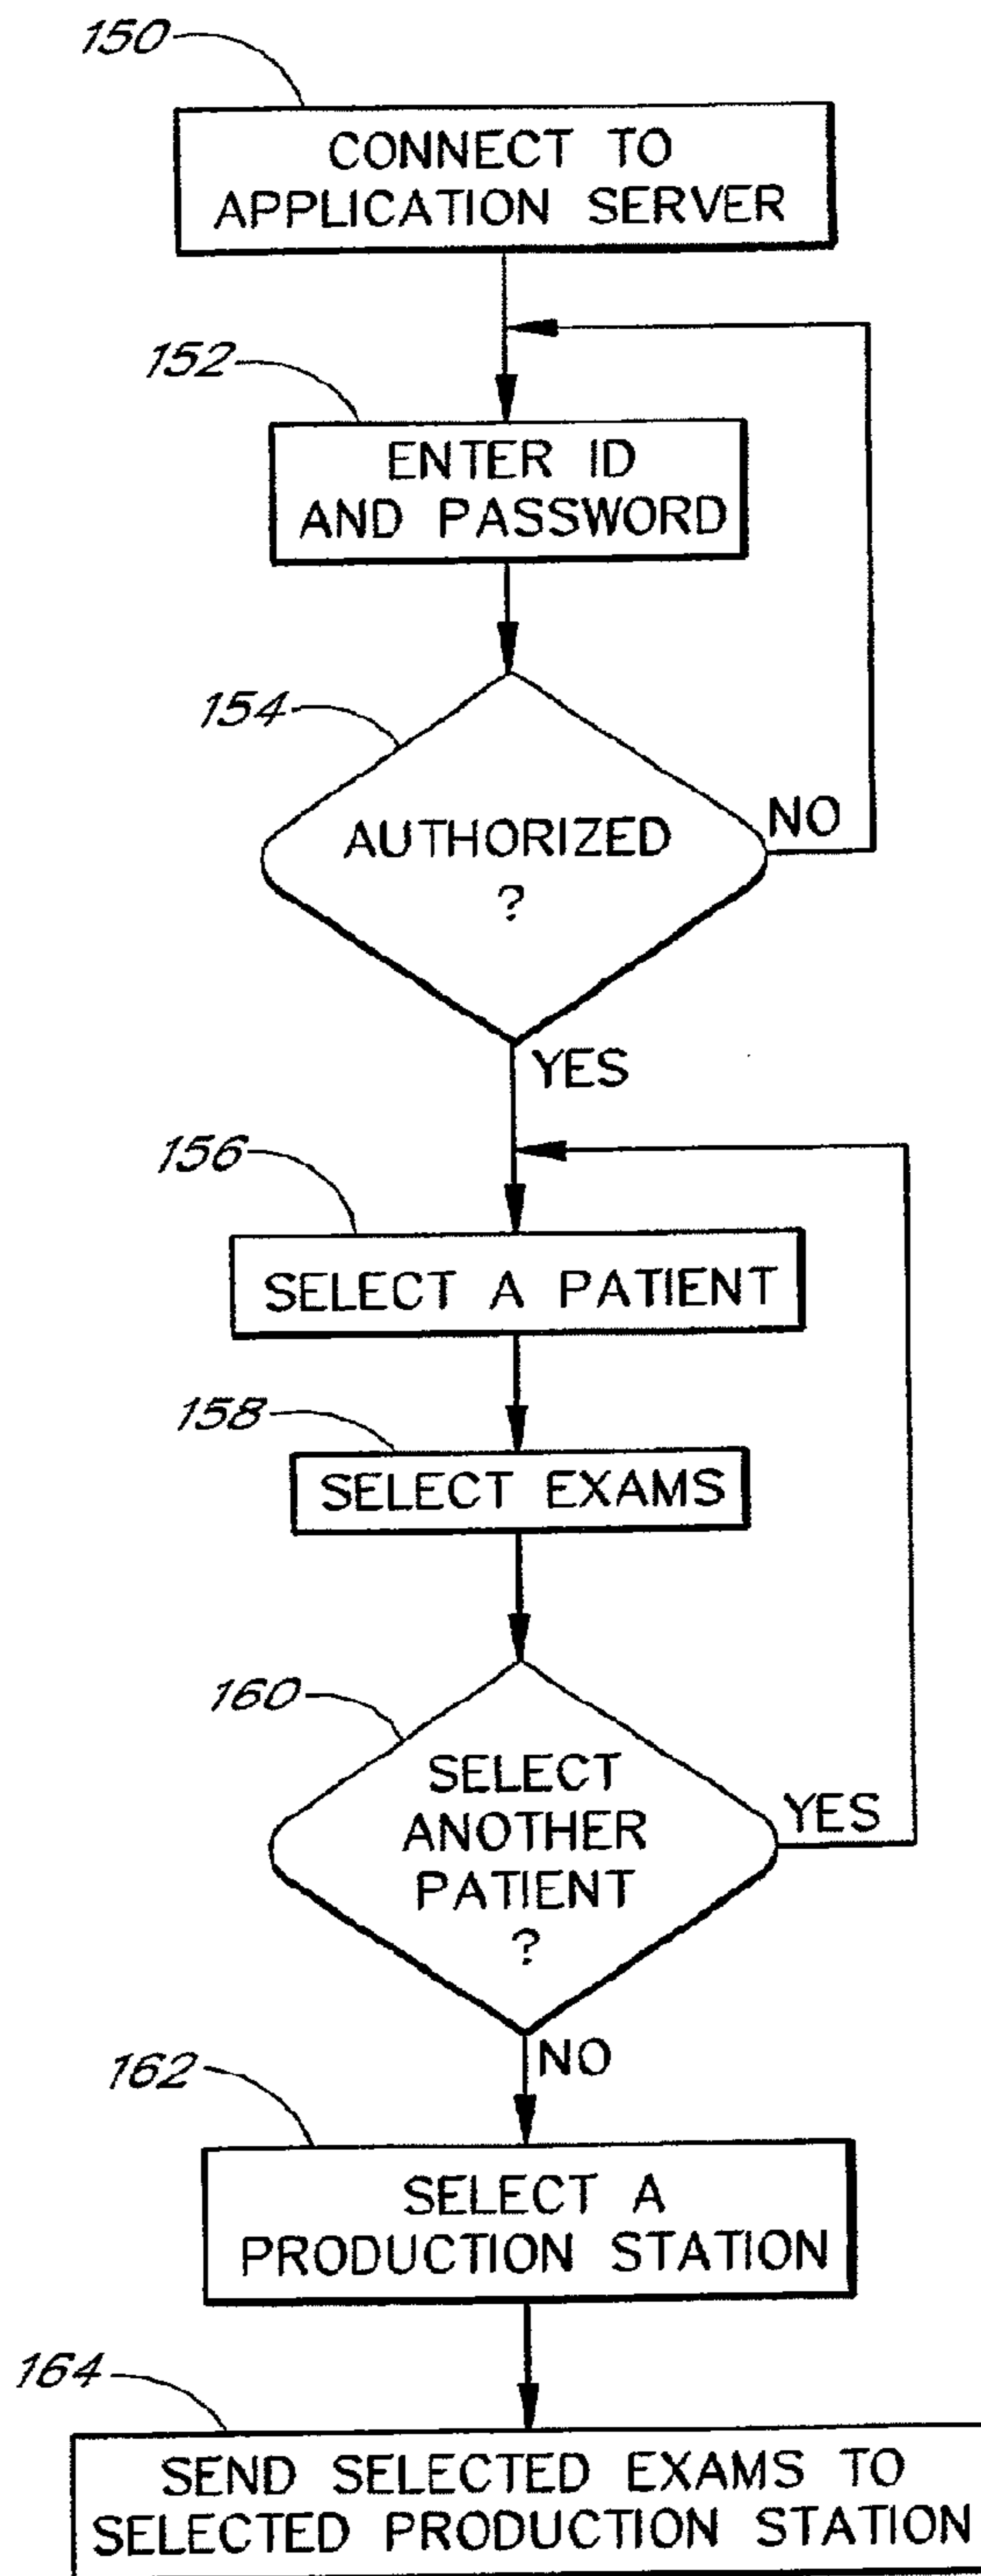 150
CONNECT TO
APPLICATION SERVER
152
ENTER ID
AND PASSWORD
154
AUTHORIZED
?
NO
YES
156
SELECT A PATIENT
158
SELECT EXAMS
160
SELECT
ANOTHER
PATIENT
?
YES
NO
162
SELECT A
PRODUCTION STATION
164
SEND SELECTED EXAMS TO
SELECTED PRODUCTION STATION